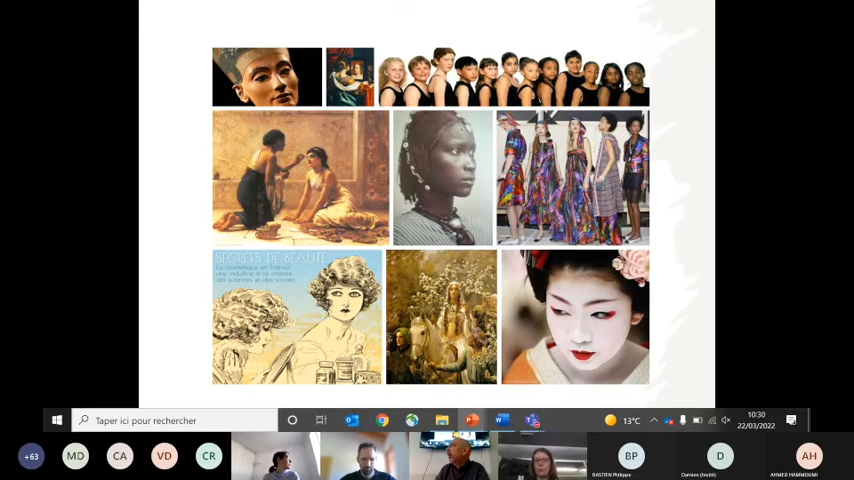 SECRETS DE BEAUTÉ
La cosmétique en France
une industrie à la croisée
des sciences et des savoirs
Taper ici pour rechercher
13°C
10:30
22/03/2022
+63
MD
CA
VD
CR
BP
D
AH
BASTIEN Philippe
Damien (Invité)
AHMED HAMMOUMI